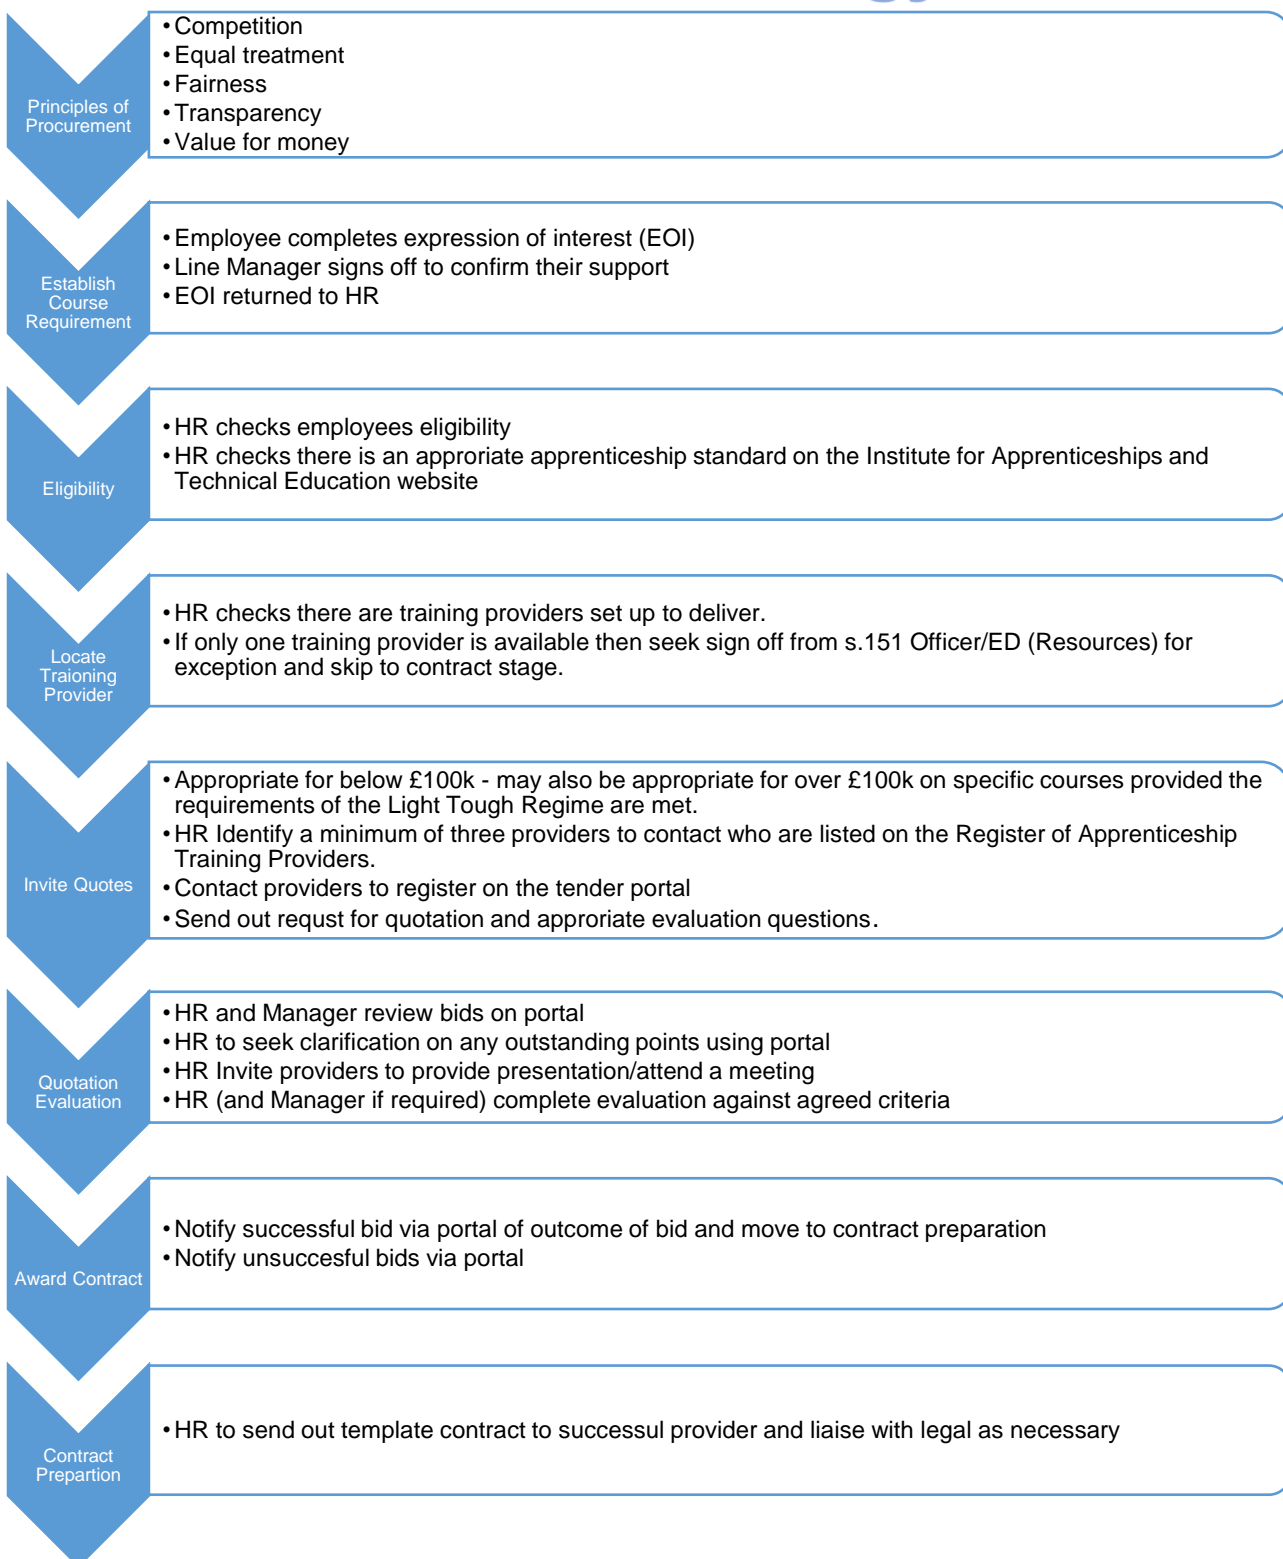 • Competition
• Equal treatment
• Fairness
• Transparency
• Value for money
Principles of
Procurement
• Employee completes expression of interest (EOI)
• Line Manager signs off to confirm their support
• EOI returned to HR
Establish
Course
Requirement
• HR checks employees eligibility
• HR checks there is an approriate apprenticeship standard on the Institute for Apprenticeships and
Technical Education website
Eligibility
• HR checks there are training providers set up to deliver.
• If only one training provider is available then seek sign off from s.151 Officer/ED (Resources) for
exception and skip to contract stage.
Locate
Traioning
Provider
• Appropriate for below £100k - may also be appropriate for over £100k on specific courses provided the
requirements of the Light Tough Regime are met.
• HR Identify a minimum of three providers to contact who are listed on the Register of Apprenticeship
Training Providers.
• Contact providers to register on the tender portal
• Send out requst for quotation and approriate evaluation questions.
Invite Quotes
• HR and Manager review bids on portal
• HR to seek clarification on any outstanding points using portal
• HR Invite providers to provide presentation/attend a meeting
• HR (and Manager if required) complete evaluation against agreed criteria
Quotation
Evaluation
• Notify successful bid via portal of outcome of bid and move to contract preparation
• Notify unsuccesful bids via portal
Award Contract
• HR to send out template contract to successul provider and liaise with legal as necessary
Contract
Prepartion